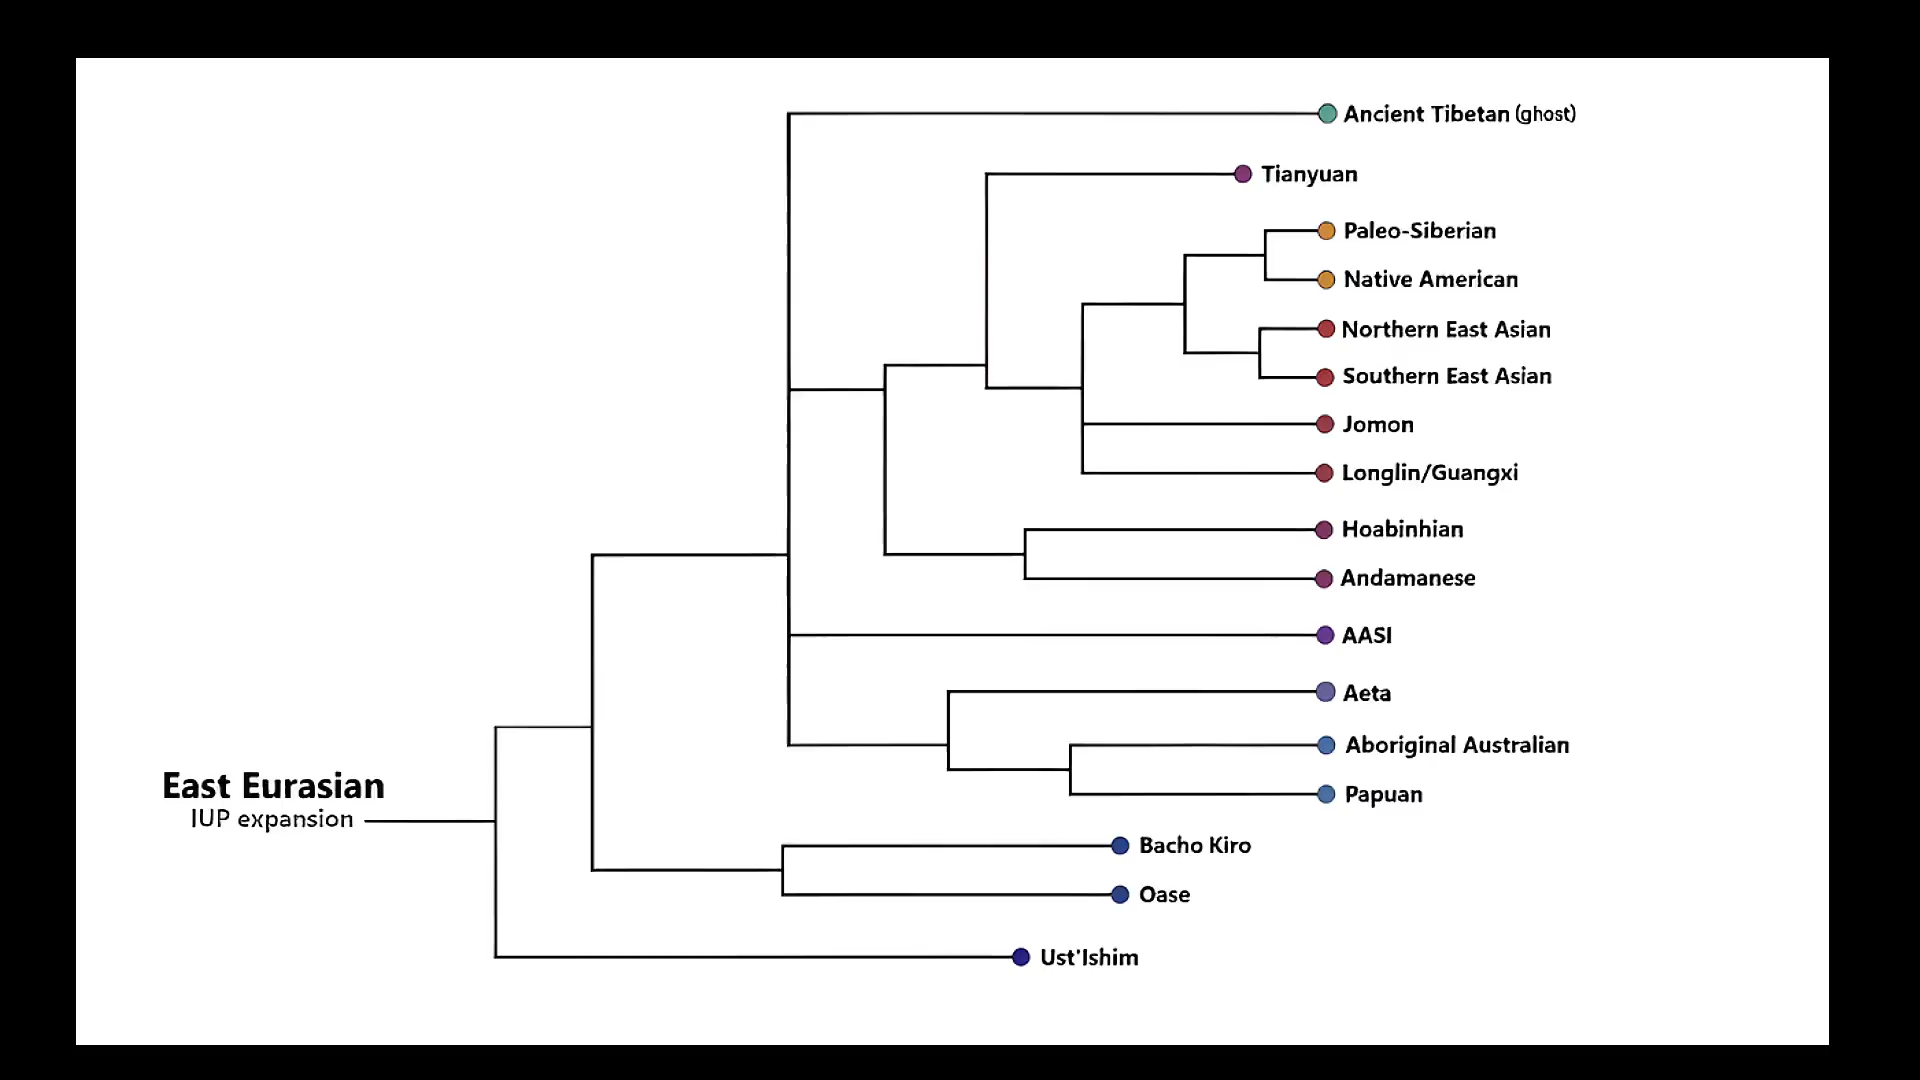 Ancient Tibetan (ghost)
Tianyuan
Paleo-Siberian
Native American
Northern East Asian
Southern East Asian
Jomon
Longlin/Guangxi
Hoabinhian
Andamanese
AASI
Aeta
Aboriginal Australian
Papuan
East Eurasian
IUP expansion
Bacho Kiro
Oase
Ust'Ishim